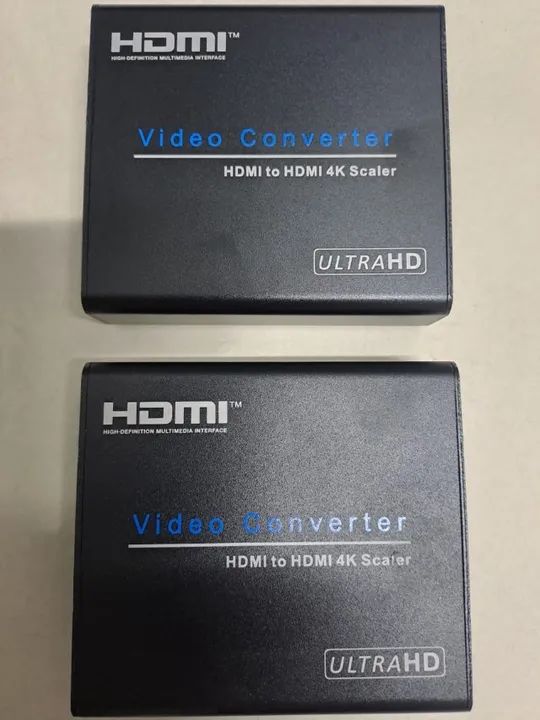 HDMI™
HIGH-DEFINITION MULTIMEDIA INTERFACE
Video Converter
HDMI to HDMI 4K Scaler
ULTRAHD
HDMI™
HIGH-DEFINITION MULTIMEDIA INTERFACE
Video Converter
HDMI to HDMI 4K Scaler
ULTRAHD